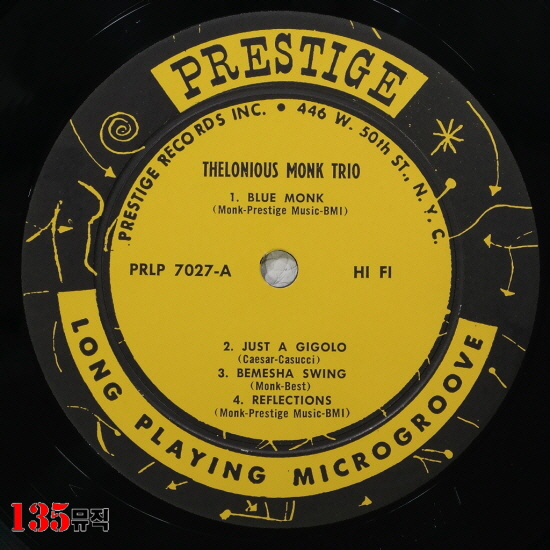 PRESTIGE
PRESTIGE RECORDS INC. • 446 W. 50th ST., N.Y.C.
THELONIOUS MONK TRIO
1. BLUE MONK
(Monk-Prestige Music-BMI)
PRLP 7027-A HI FI
2. JUST A GIGOLO
(Caesar-Casucci)
3. BEMESHA SWING
(Monk-Best)
4. REFLECTIONS
(Monk-Prestige Music-BMI)
LONG PLAYING MICROGROOVE
135뮤직